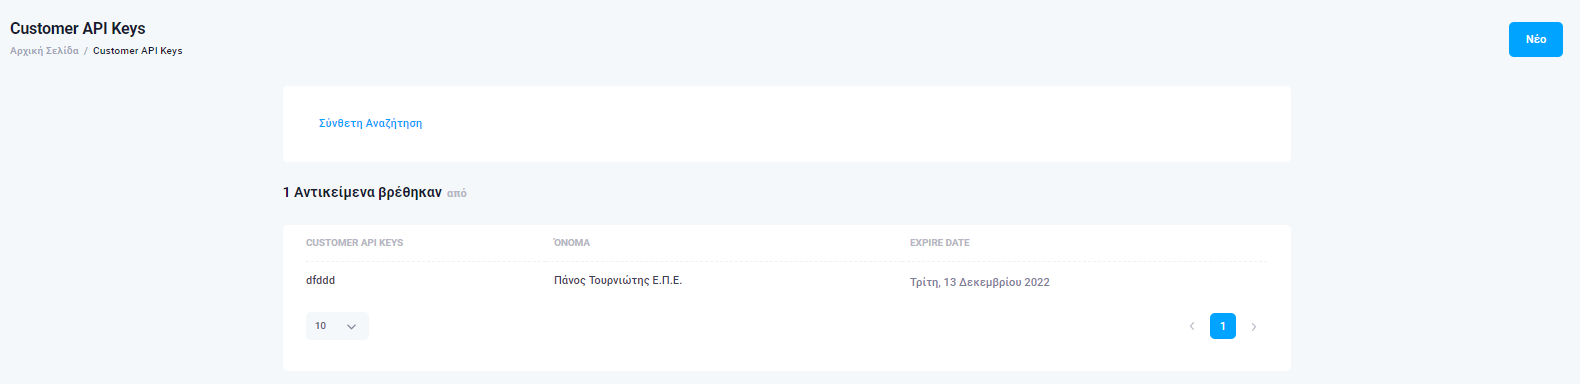 Customer API Keys
Νέο
Αρχική Σελίδα / Customer API Keys
Σύνθετη Αναζήτηση
1 Αντικείμενα βρέθηκαν από
CUSTOMER API KEYS ΌΝΟΜΑ EXPIRE DATE
dfddd Πάνος Τουρνιώτης Ε.Π.Ε. Τρίτη, 13 Δεκεμβρίου 2022
10 1